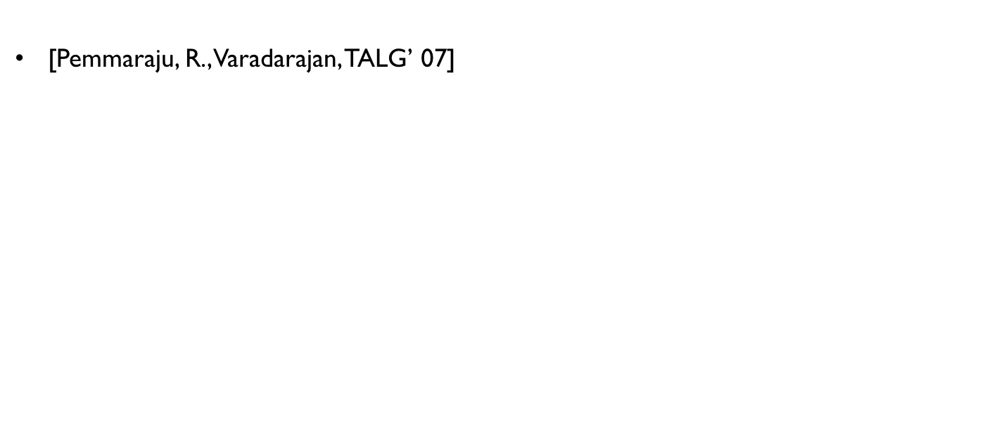 • [Pemmaraju, R., Varadarajan, TALG’ 07]